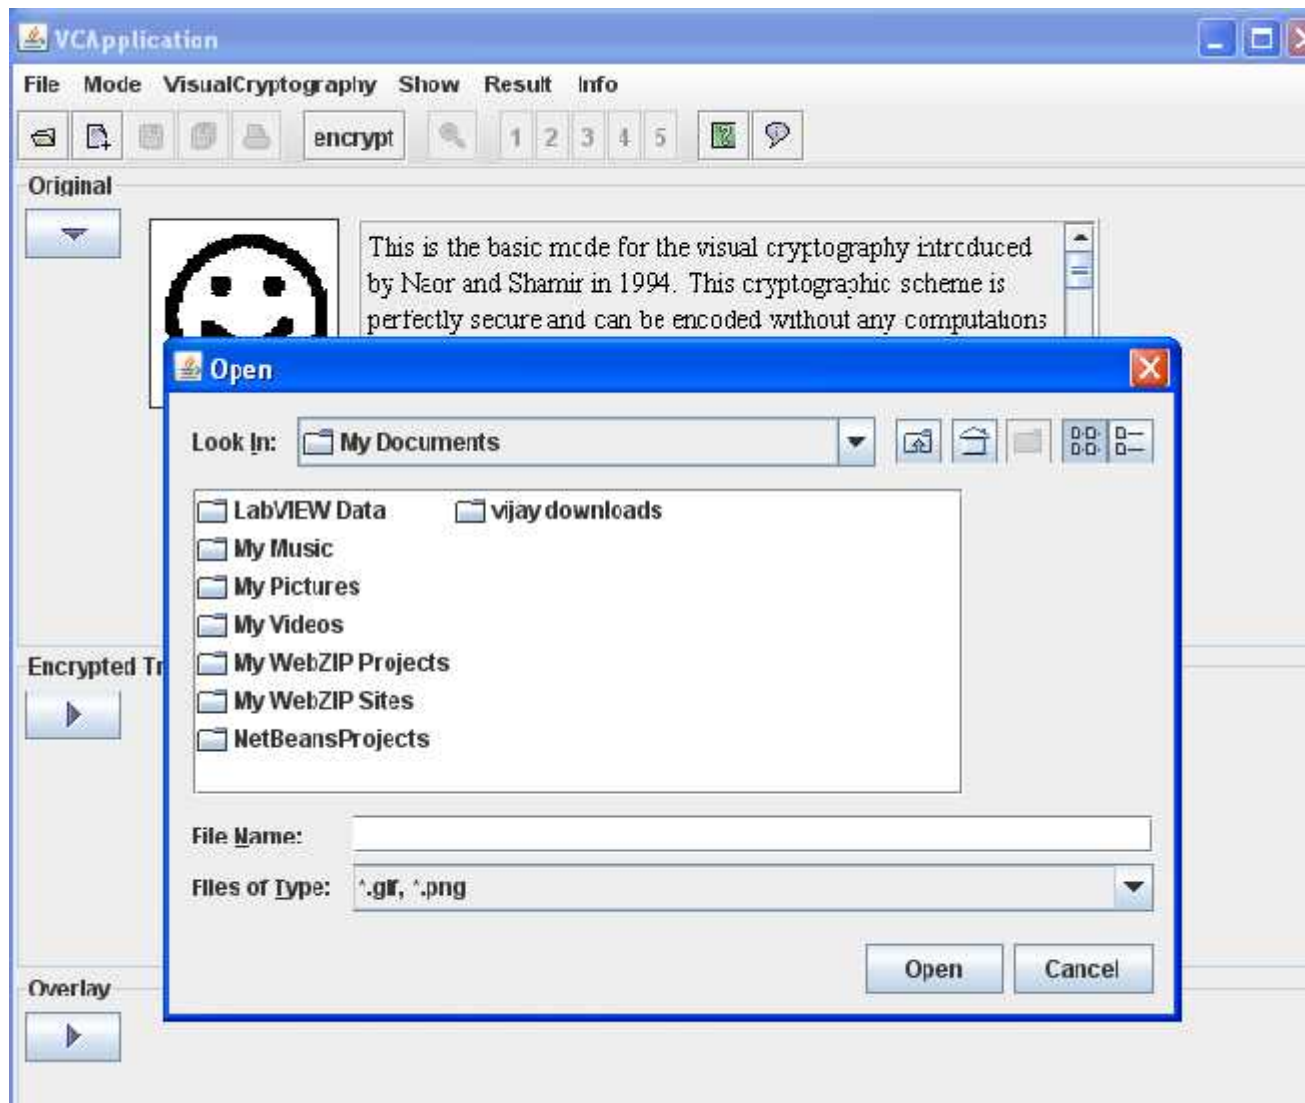 VCApplication
File Mode VisualCryptography Show Result Info
encrypt 1 2 3 4 5
Original
This is the basic mode for the visual cryptography introduced
by Naor and Shamir in 1994. This cryptographic scheme is
perfectly secure and can be encoded without any computations
Open
Look In: My Documents
LabVIEW Data vijay downloads
My Music
My Pictures
My Videos
My WebZIP Projects
My WebZIP Sites
NetBeansProjects
Encrypted Tr
File Name:
Files of Type: *.gif, *.png
Open Cancel
Overlay